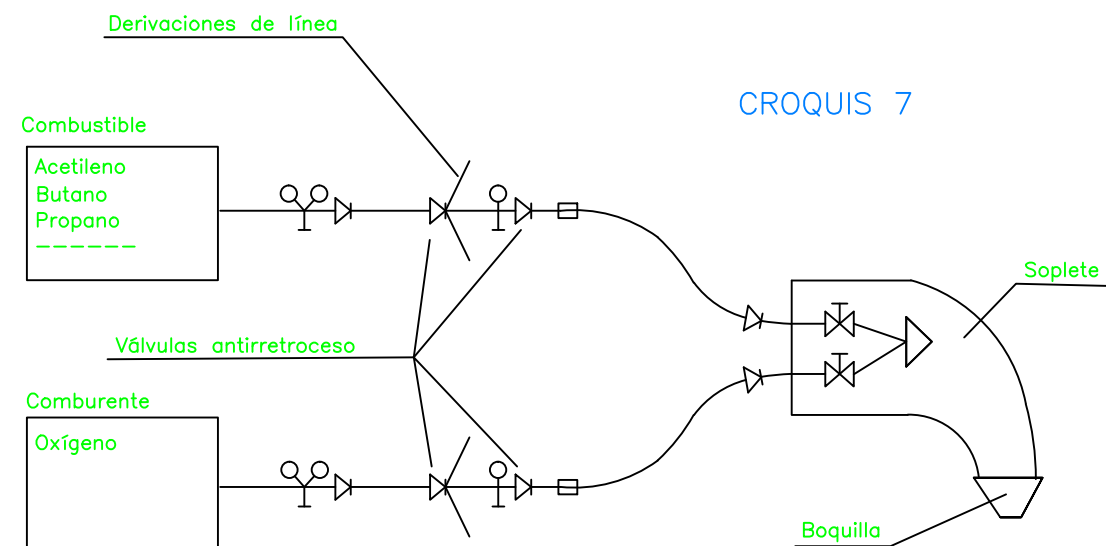 Derivaciones de línea
CROQUIS 7
Combustible
Acetileno
Butano
Propano
------
Soplete
Válvulas antirretroceso
Comburente
Oxígeno
Boquilla